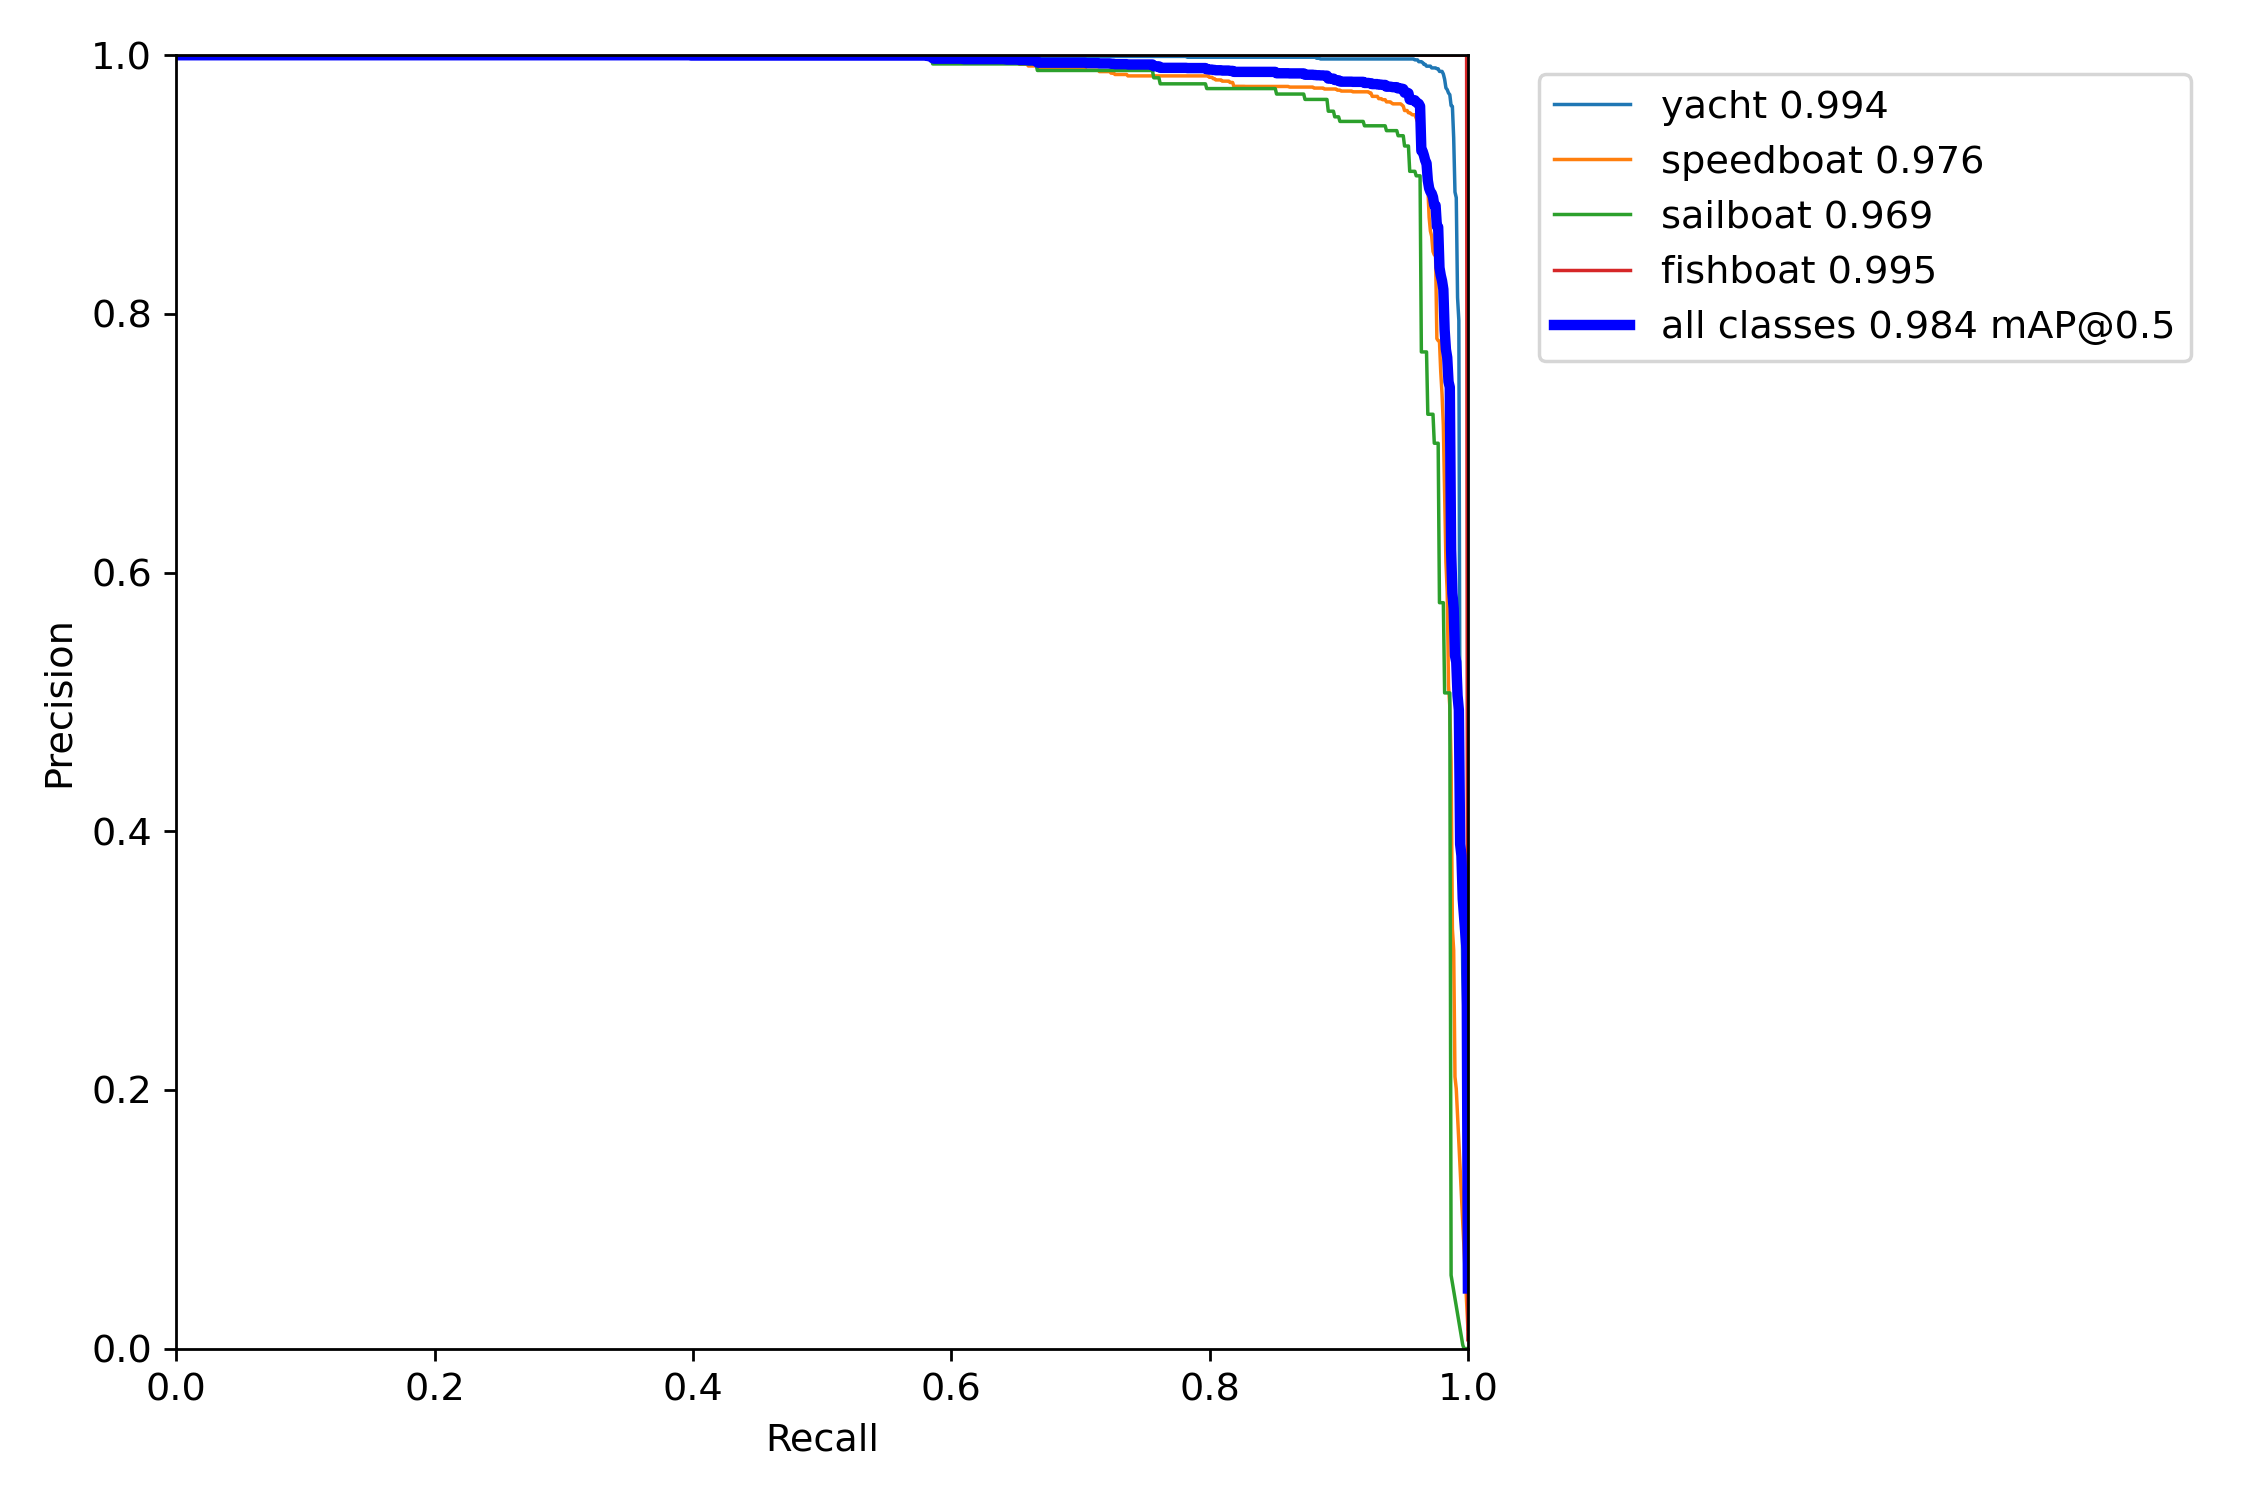 1.0
0.8
0.6
0.4
0.2
0.0
Precision
0.0 0.2 0.4 0.6 0.8 1.0
Recall
yacht 0.994
speedboat 0.976
sailboat 0.969
fishboat 0.995
all classes 0.984 mAP@0.5